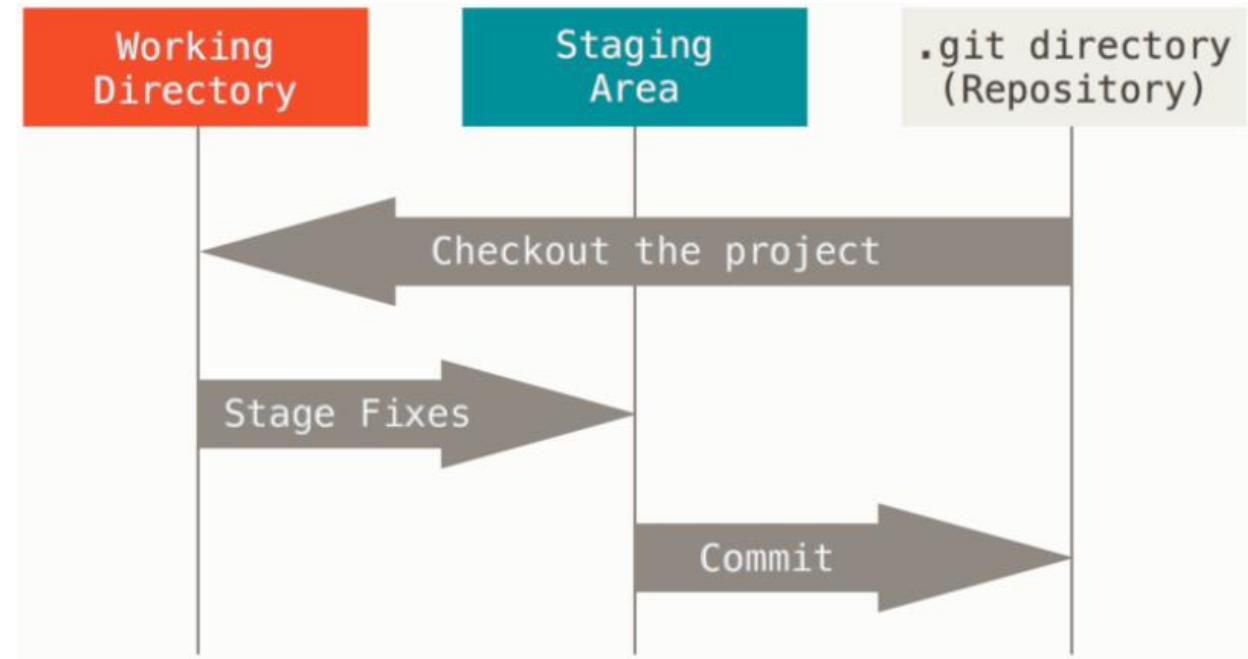 Working
Directory
Staging
Area
.git directory
(Repository)
Checkout the project
Stage Fixes
Commit